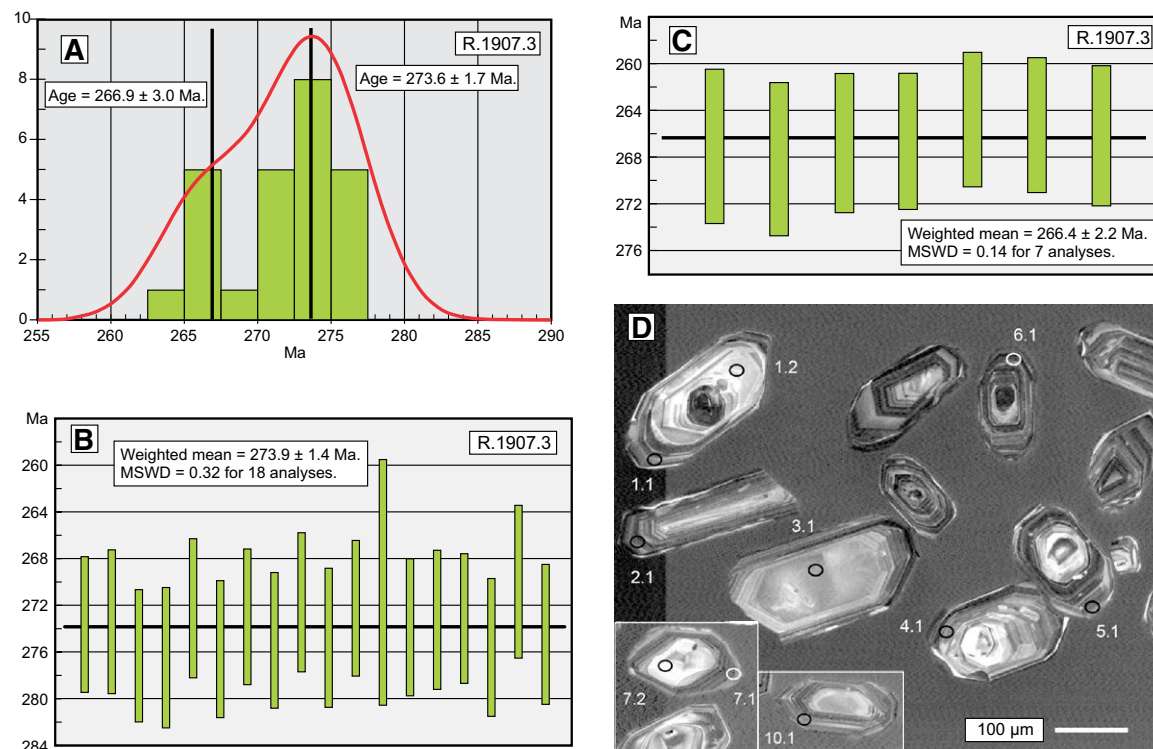 A
R.1907.3
Age = 266.9 ± 3.0 Ma.
Age = 273.6 ± 1.7 Ma.
10
8
6
4
2
0
255
260
265
270
275
280
285
290
Ma
Ma
B
R.1907.3
Weighted mean = 273.9 ± 1.4 Ma.
MSWD = 0.32 for 18 analyses.
260
264
268
272
276
280
284
Ma
C
R.1907.3
260
264
268
272
276
Weighted mean = 266.4 ± 2.2 Ma.
MSWD = 0.14 for 7 analyses.
D
6.1
1.2
1.1
3.1
2.1
4.1
5.1
7.2
7.1
10.1
100 µm